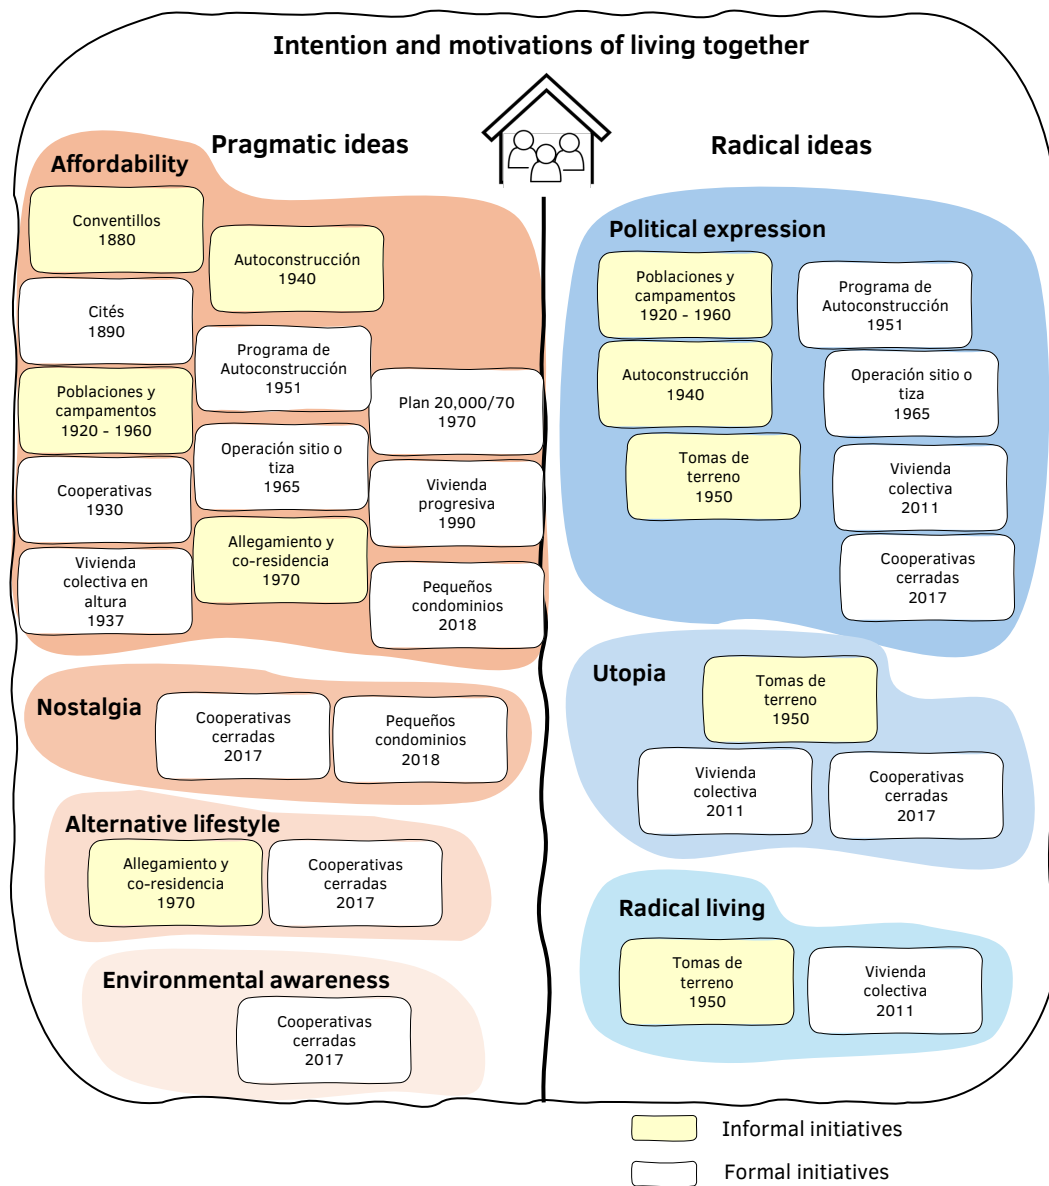 Intention and motivations of living together
Pragmatic ideas
Affordability
Conventillos
1880
Autoconstrucción
1940
Cités
1890
Programa de
Autoconstrucción
1951
Poblaciones y
campamentos
1920 - 1960
Plan 20,000/70
1970
Operación sitio o
tiza
1965
Cooperativas
1930
Vivienda
progresiva
1990
Allegamiento y
co-residencia
1970
Vivienda
colectiva en
altura
1937
Pequeños
condominios
2018
Nostalgia
Cooperativas
cerradas
2017
Pequeños
condominios
2018
Alternative lifestyle
Allegamiento y
co-residencia
1970
Cooperativas
cerradas
2017
Environmental awareness
Cooperativas
cerradas
2017
Radical ideas
Political expression
Poblaciones y
campamentos
1920 - 1960
Programa de
Autoconstrucción
1951
Autoconstrucción
1940
Operación sitio o
tiza
1965
Tomas de
terreno
1950
Vivienda
colectiva
2011
Cooperativas
cerradas
2017
Utopia
Tomas de
terreno
1950
Vivienda
colectiva
2011
Cooperativas
cerradas
2017
Radical living
Tomas de
terreno
1950
Vivienda
colectiva
2011
Informal initiatives
Formal initiatives